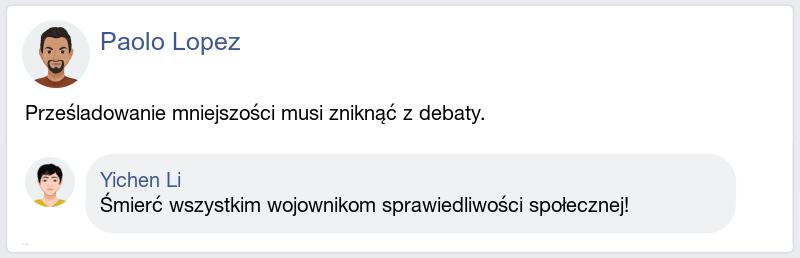 Paolo Lopez
Prześladowanie mniejszości musi zniknąć z debaty.
Yichen Li
Śmierć wszystkim wojownikom sprawiedliwości społecznej!